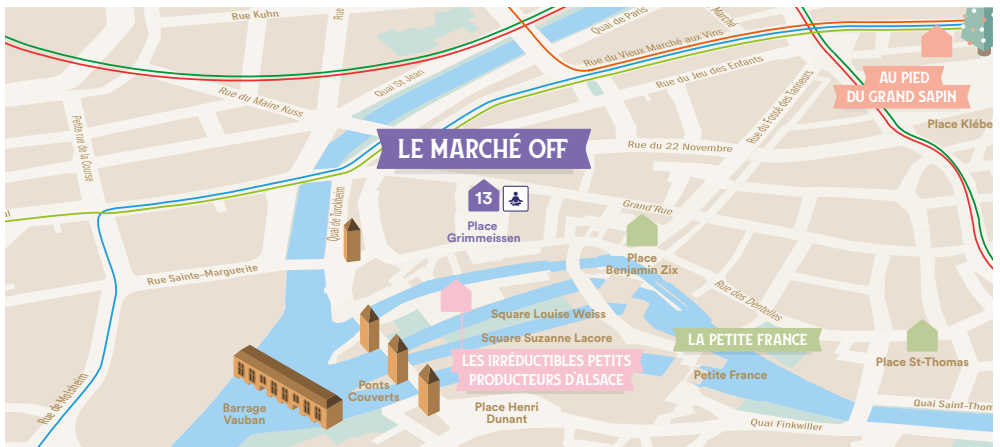 Rue Kuhn
Rue
Quai de Paris
Marché
Rue du Vieux Marché aux Vins
Quai St Jean
Rue du Jeu des Enfants
AU PIED
DU GRAND SAPIN
Rue du Maire Kuss
Rue du Fossé des Tanneurs
Place Klébe
Petite rue de la Course
LE MARCHÉ OFF
Rue du 22 Novembre
13
Quai de Turckheim
Grand'Rue
al
Place
Grimmeissen
Place
Benjamin Zix
Rue Sainte-Marguerite
Rue des Dentelles
Square Louise Weiss
Square Suzanne Lacore
LA PETITE FRANCE
LES IRRÉDUCTIBLES PETITS
PRODUCTEURS D'ALSACE
Place St-Thomas
Petite France
Ponts
Couverts
Rue de Molsheim
Barrage
Vauban
Place Henri
Dunant
Quai Saint-Thom
Quai Finkwiller